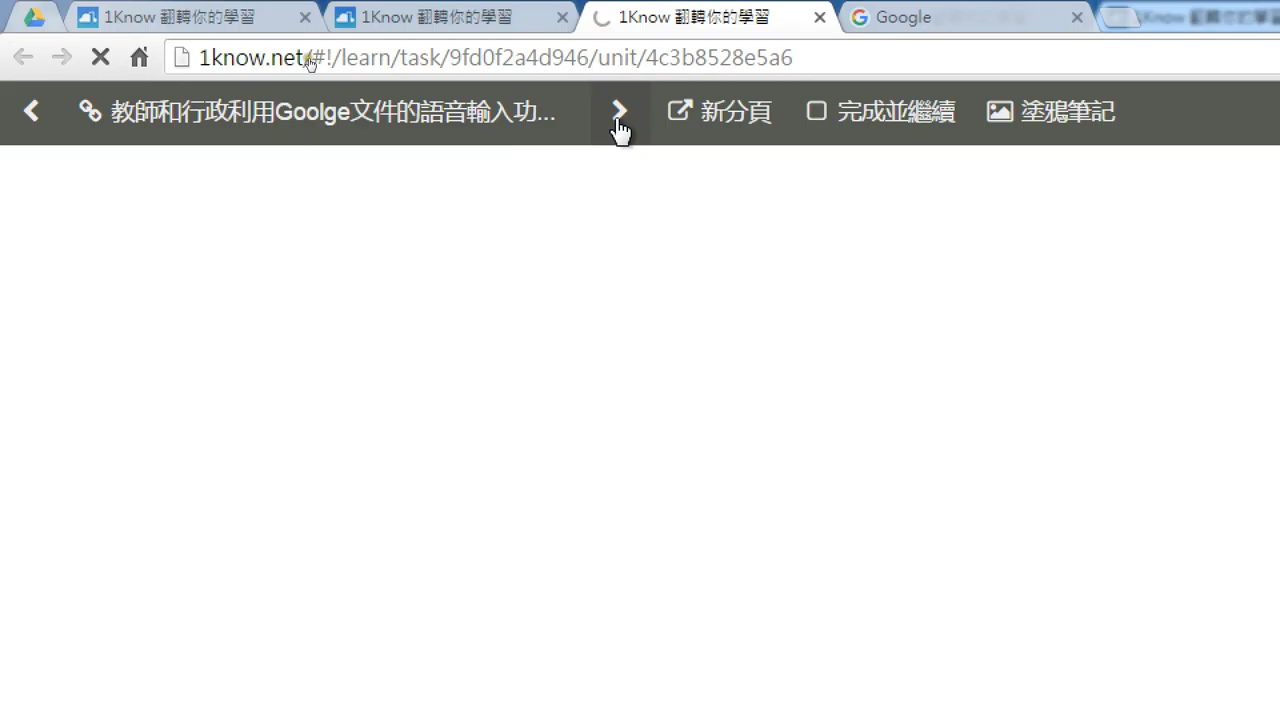 1Know 翻轉你的學習
1Know 翻轉你的學習
1Know 翻轉你的學習
Google
1know.net/#!/learn/task/9fd0f2a4d946/unit/4c3b8528e5a6
教師和行政利用Goolge文件的語音輸入功...
新分頁
完成並繼續
塗鴉筆記